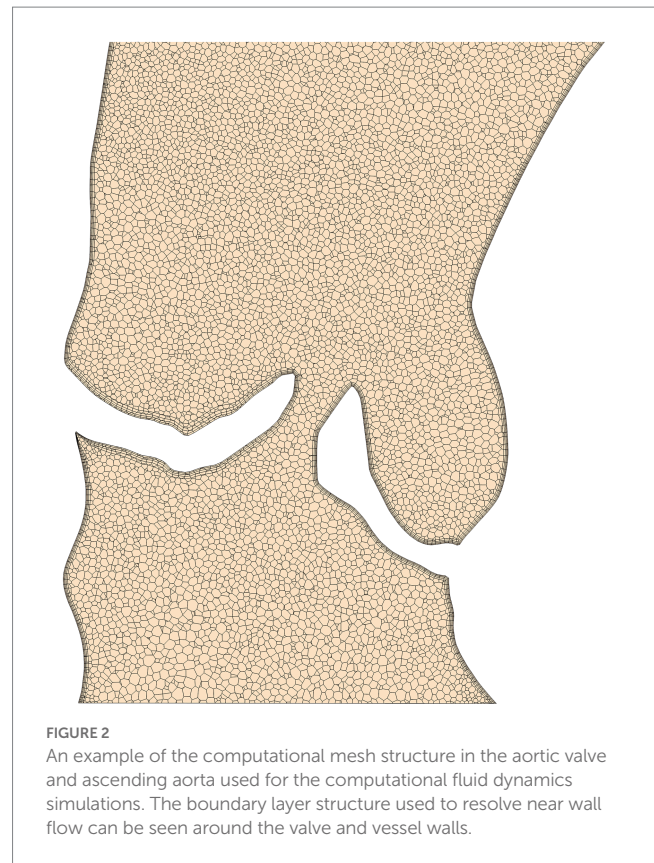 FIGURE 2
An example of the computational mesh structure in the aortic valve
and ascending aorta used for the computational fluid dynamics
simulations. The boundary layer structure used to resolve near wall
flow can be seen around the valve and vessel walls.